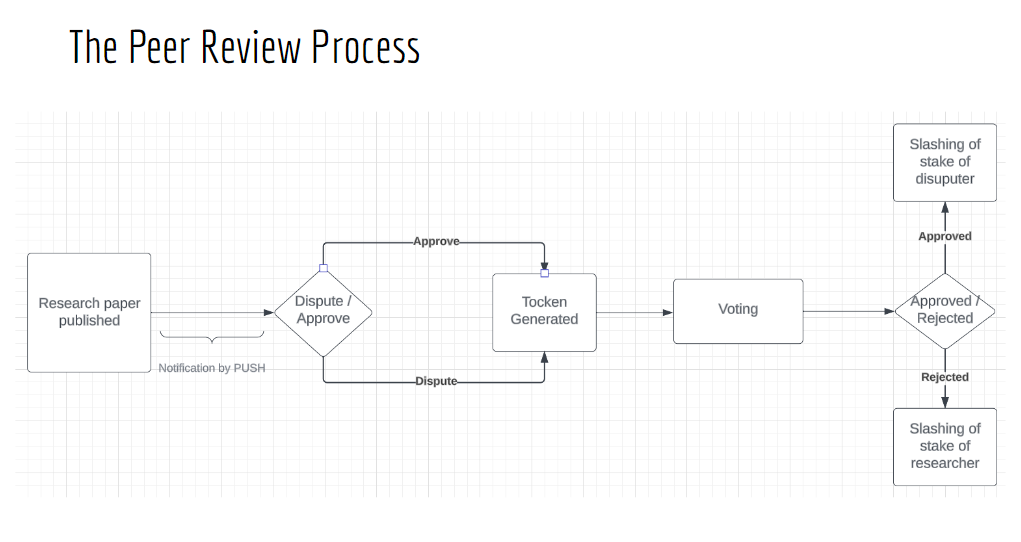 The Peer Review Process
Research paper
published
Notification by PUSH
Dispute /
Approve
Approve
Dispute
Tocken
Generated
Voting
Approved /
Rejected
Approved
Slashing of
stake of
disuputer
Rejected
Slashing of
stake of
researcher